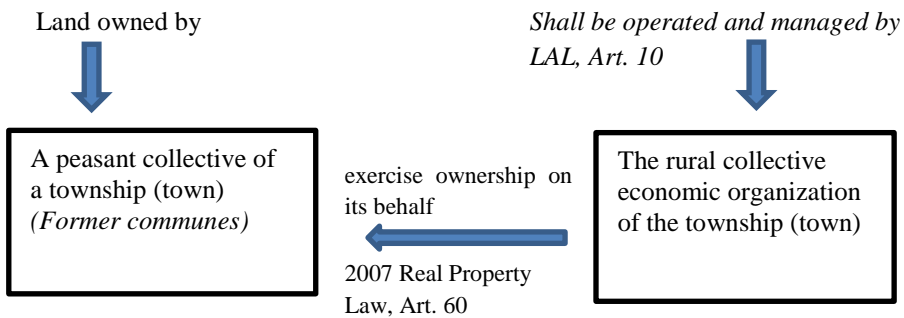 Land owned by
Shall be operated and managed by
LAL, Art. 10
A peasant collective of
a township (town)
(Former communes)
exercise ownership on
its behalf
2007 Real Property
Law, Art. 60
The rural collective
economic organization
of the township (town)